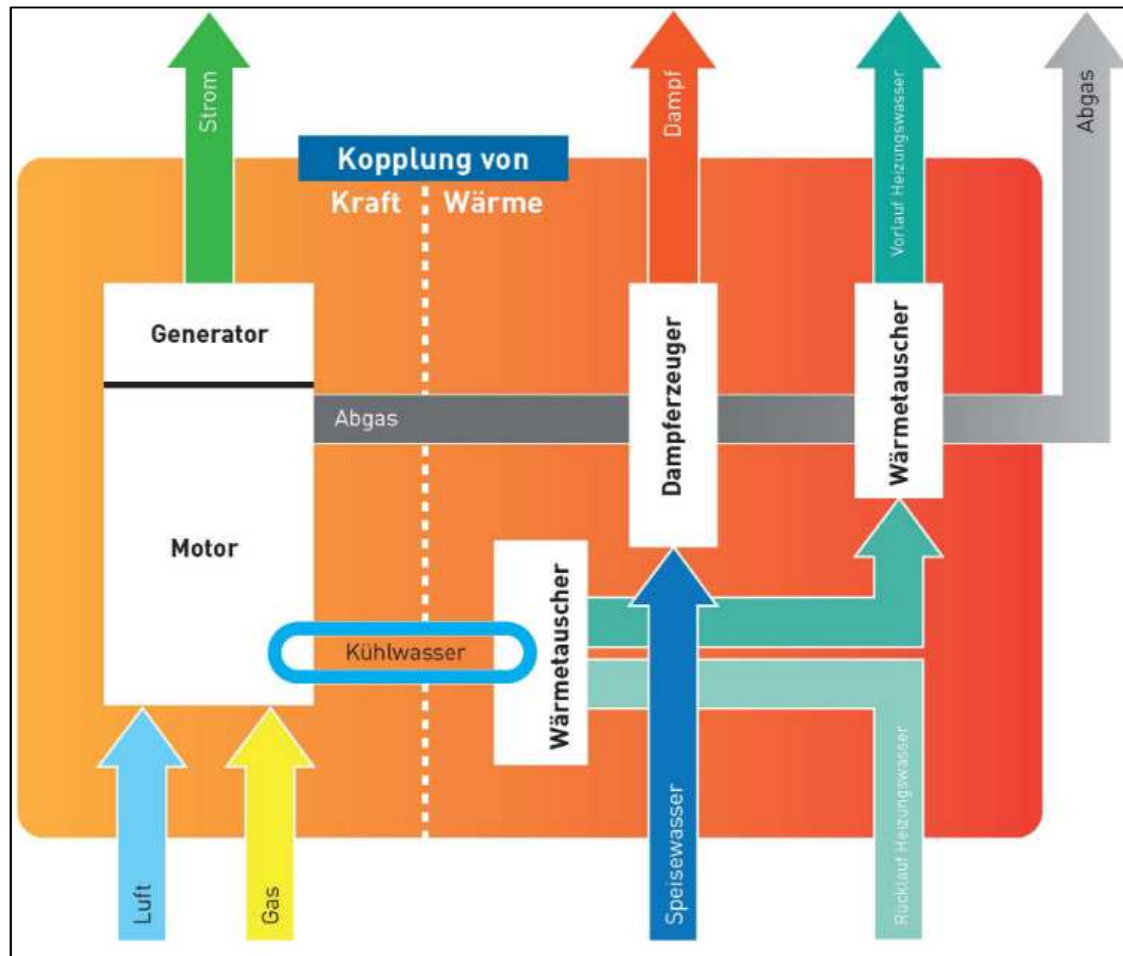 Strom
Dampf
Vorlauf Heizungswasser
Abgas
Kopplung von
Kraft Wärme
Generator
Dampferzeuger
Wärmetauscher
Abgas
Motor
Kühlwasser
Wärmetauscher
Luft
Gas
Speisewasser
Rücklauf Heizungswasser